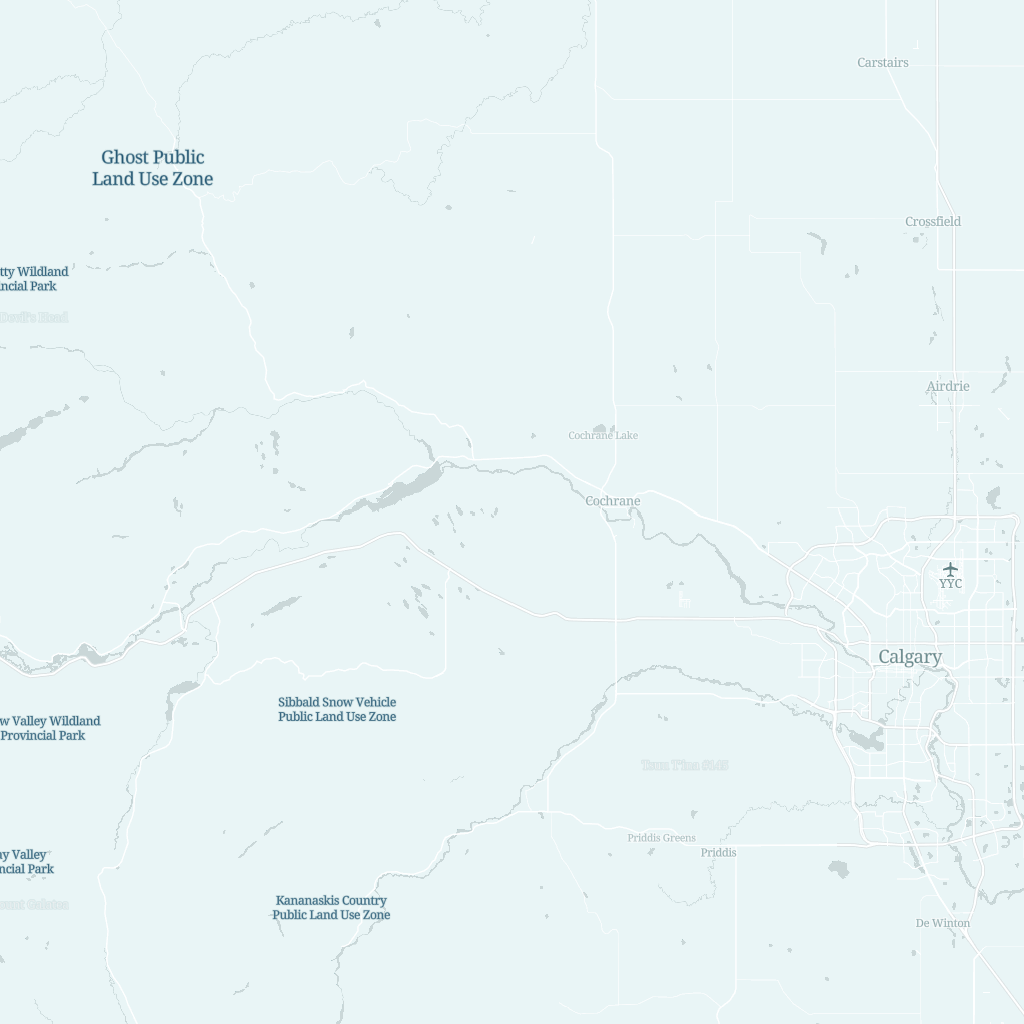 Carstairs
Ghost Public
Land Use Zone
Crossfield
tty Wildland
ncial Park
Devil's Head
Airdrie
Cochrane Lake
Cochrane
YYC
Calgary
Sibbald Snow Vehicle
Public Land Use Zone
w Valley Wildland
Provincial Park
Tsuu T'ina #145
Priddis Greens
Priddis
ay Valley
ncial Park
ount Galatea
Kananaskis Country
Public Land Use Zone
De Winton